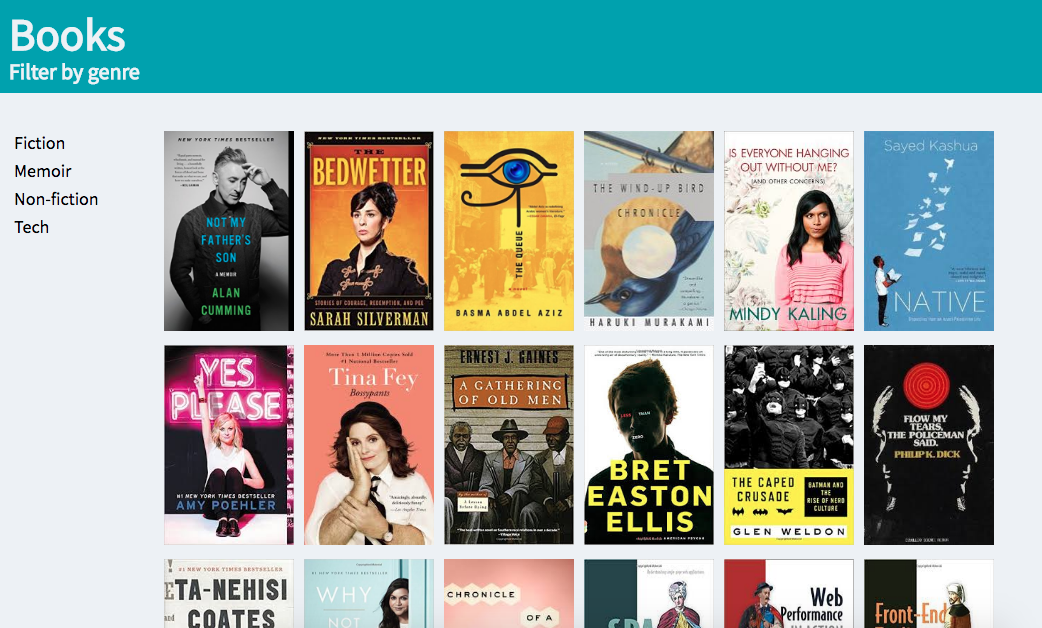 Books
Filter by genre
Fiction
Memoir
Non-fiction
Tech
NEW YORK TIMES BESTSELLER
NOT MY
FATHER'S
SON
A MEMOIR
ALAN
CUMMING
NEW YORK TIMES BESTSELLER
THE
BEDWETTER
STORIES OF COURAGE, REDEMPTION, AND PEE
SARAH SILVERMAN
THE QUEUE
A NOVEL
BASMA ABDEL AZIZ
THE WIND-UP BIRD
CHRONICLE
HARUKI MURAKAMI
IS EVERYONE HANGING
OUT WITHOUT ME?
(AND OTHER CONCERNS)
MINDY KALING
Sayed Kashua
NATIVE
YES
PLEASE
#1 NEW YORK TIMES BESTSELLER
AMY POEHLER
More Than 1 Million Copies Sold
#1 National Bestseller
Tina Fey
Bossypants
ERNEST J. GAINES
A GATHERING
OF OLD MEN
LESS
THAN
ZERO
BRET
EASTON
ELLIS
THE CAPED
CRUSADE
BATMAN AND
THE
RISE OF NERD
CULTURE
GLEN WELDON
FLOW MY
TEARS,
THE POLICEMAN
SAID.
PHILIP K. DICK
#1 NEW YORK TIMES BESTSELLER
TA-NEHISI
COATES
NEW YORK TIMES BESTSELLER
WHY
NOT
CHRONICLE
OF A
SPA
Web
Performance
IN ACTION
Front-End